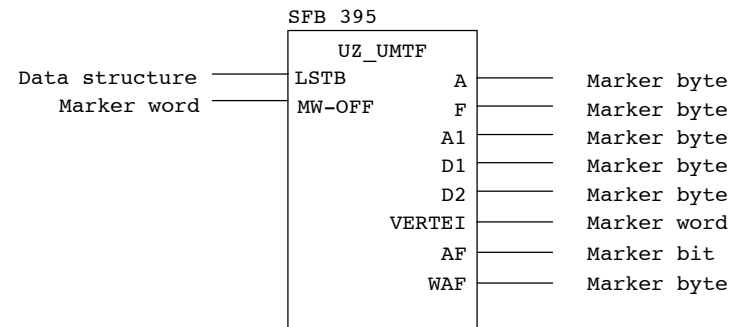 SFB 395
UZ_UMTF
Data structure LSTB A Marker byte
Marker word MW-OFF F Marker byte
A1 Marker byte
D1 Marker byte
D2 Marker byte
VERTEI Marker word
AF Marker bit
WAF Marker byte